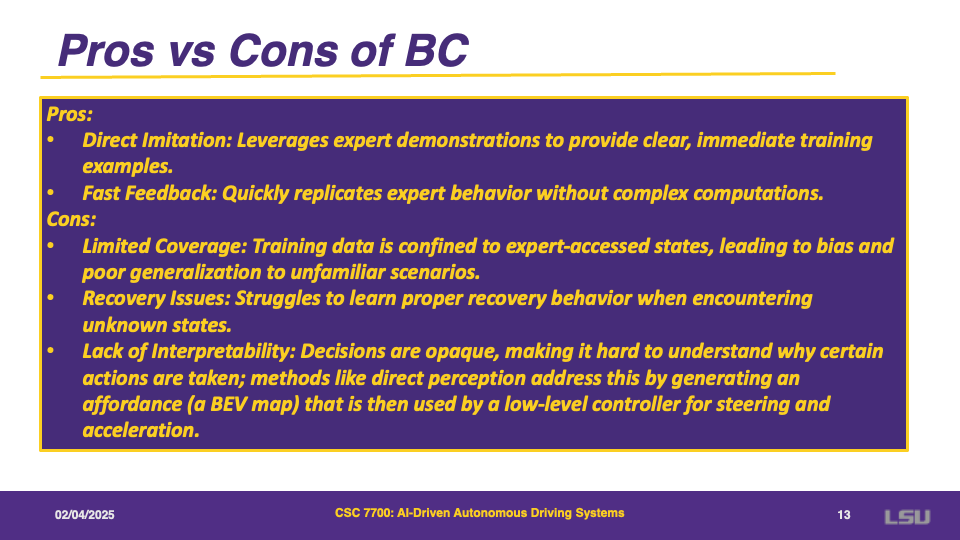 Pros vs Cons of BC
Pros:
• Direct Imitation: Leverages expert demonstrations to provide clear, immediate training
examples.
• Fast Feedback: Quickly replicates expert behavior without complex computations.
Cons:
• Limited Coverage: Training data is confined to expert-accessed states, leading to bias and
poor generalization to unfamiliar scenarios.
• Recovery Issues: Struggles to learn proper recovery behavior when encountering
unknown states.
• Lack of Interpretability: Decisions are opaque, making it hard to understand why certain
actions are taken; methods like direct perception address this by generating an
affordance (a BEV map) that is then used by a low-level controller for steering and
acceleration.
02/04/2025
CSC 7700: AI-Driven Autonomous Driving Systems
13
LSU